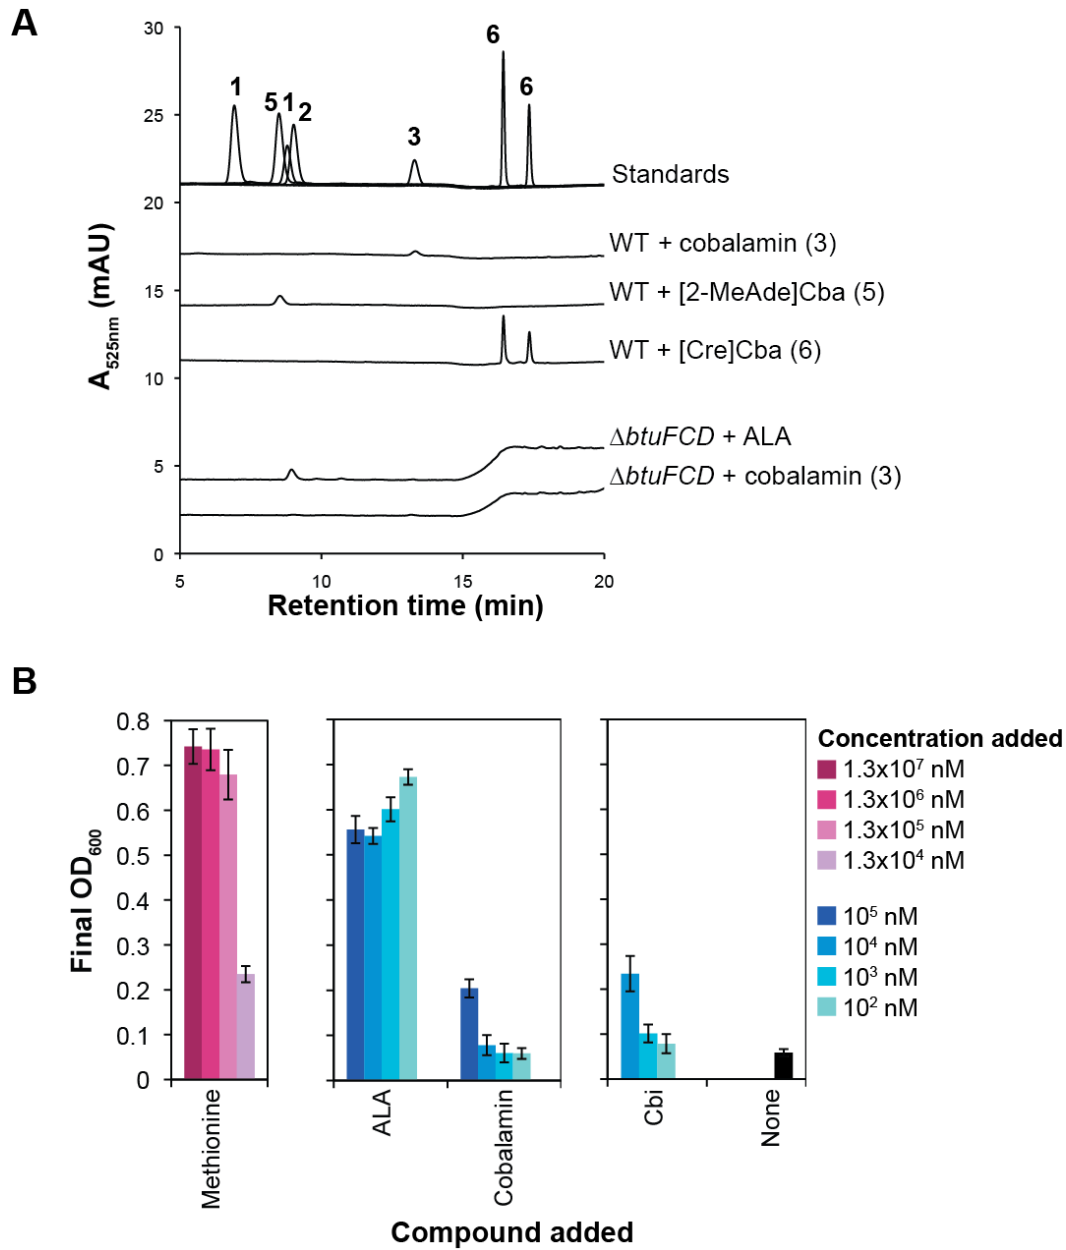 A
30
25
20
15
10
5
0
A525nm (mAU)
1
5 1 2
3
6
6
Standards
WT + cobalamin (3)
WT + [2-MeAde]Cba (5)
WT + [Cre]Cba (6)
ΔbtuFCD + ALA
ΔbtuFCD + cobalamin (3)
5 10 15 20
Retention time (min)
B
0.8
0.7
0.6
0.5
0.4
0.3
0.2
0.1
0
Final OD600
Methionine
ALA
Cobalamin
Cbi
None
Compound added
Concentration added
1.3x10⁷ nM
1.3x10⁶ nM
1.3x10⁵ nM
1.3x10⁴ nM
10⁵ nM
10⁴ nM
10³ nM
10² nM